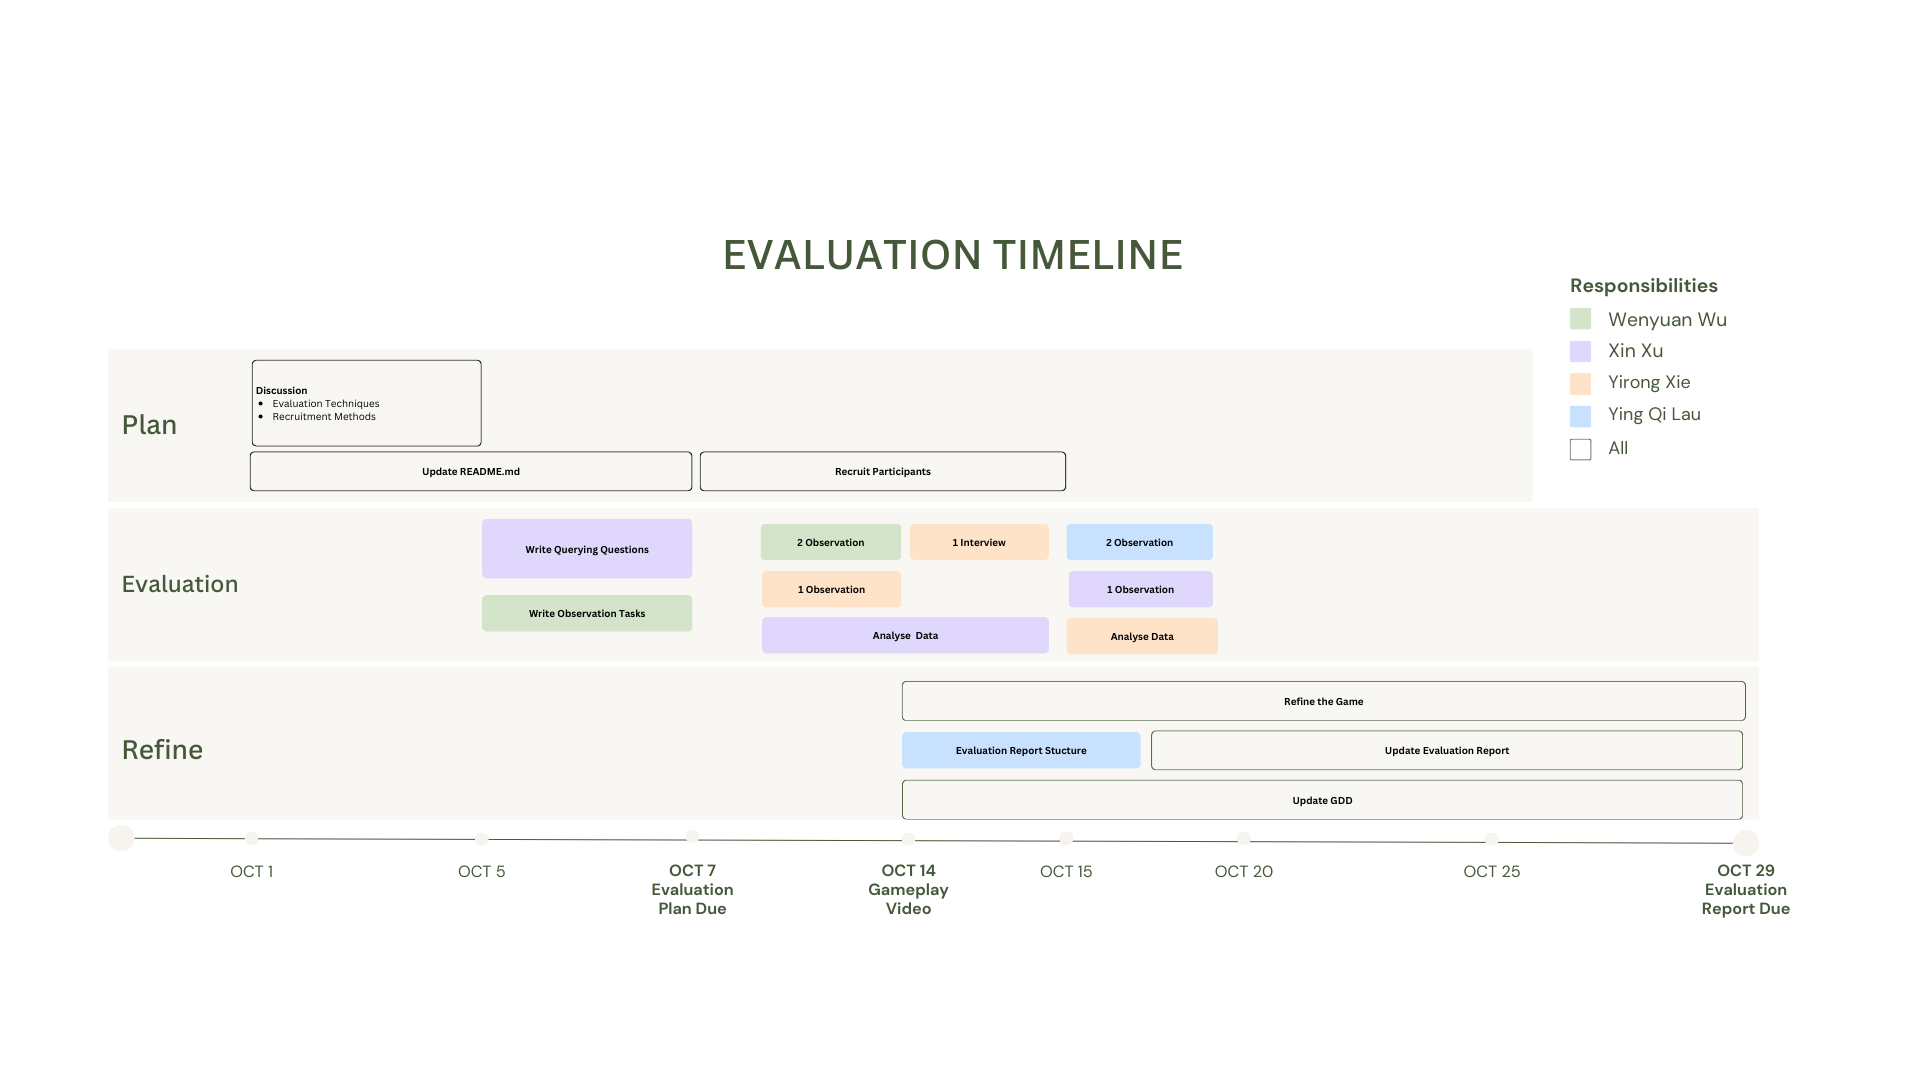 EVALUATION TIMELINE
Responsibilities
Wenyuan Wu
Xin Xu
Yirong Xie
Ying Qi Lau
All
Plan
Discussion
• Evaluation Techniques
• Recruitment Methods
Update README.md
Recruit Participants
Evaluation
Write Querying Questions
Write Observation Tasks
2 Observation
1 Interview
2 Observation
1 Observation
1 Observation
Analyse Data
Analyse Data
Refine
Refine the Game
Evaluation Report Stucture
Update Evaluation Report
Update GDD
OCT 1
OCT 5
OCT 7
Evaluation
Plan Due
OCT 14
Gameplay
Video
OCT 15
OCT 20
OCT 25
OCT 29
Evaluation
Report Due